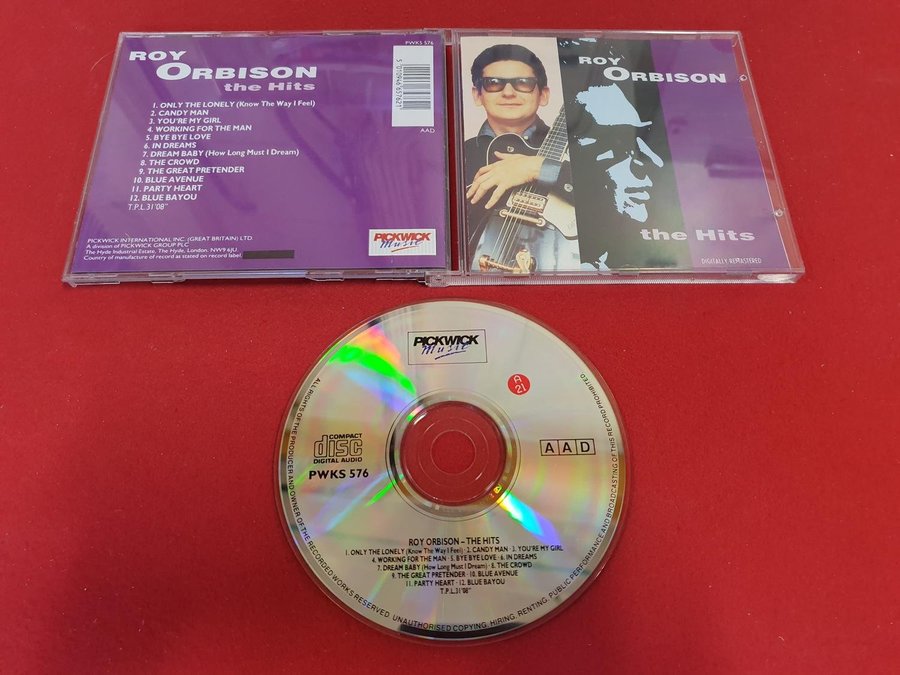 ROY
ORBISON
the Hits
PWKS 576
5 010946 657621
AAD
1. ONLY THE LONELY (Know The Way I Feel)
2. CANDY MAN
3. YOU'RE MY GIRL
4. WORKING FOR THE MAN
5. BYE BYE LOVE
6. IN DREAMS
7. DREAM BABY (How Long Must I Dream)
8. THE CROWD
9. THE GREAT PRETENDER
10. BLUE AVENUE
11. PARTY HEART
12. BLUE BAYOU
T.P.L.31'08"
PICKWICK INTERNATIONAL INC. (GREAT BRITAIN) LTD.
A division of PICKWICK GROUP PLC
The Hyde Industrial Estate, The Hyde, London. NW9 6JU.
Country of manufacture of record as stated on record label.
PICKWICK
Music
ROY
ORBISON
the Hits
DIGITALLY REMASTERED
PICKWICK
Music
A
21
COMPACT
disc
DIGITAL AUDIO
PWKS 576
AAD
ROY ORBISON – THE HITS
1. ONLY THE LONELY (Know The Way I Feel) · 2. CANDY MAN · 3. YOU'RE MY GIRL
4. WORKING FOR THE MAN · 5. BYE BYE LOVE · 6. IN DREAMS
7. DREAM BABY (How Long Must I Dream) · 8. THE CROWD
9. THE GREAT PRETENDER · 10. BLUE AVENUE
11. PARTY HEART · 12. BLUE BAYOU
T.P.L.31'08"
ALL RIGHTS OF THE PRODUCER AND OWNER OF THE RECORDED WORKS RESERVED. UNAUTHORISED COPYING, HIRING, RENTING, PUBLIC PERFORMANCE AND BROADCASTING OF THIS RECORD PROHIBITED.